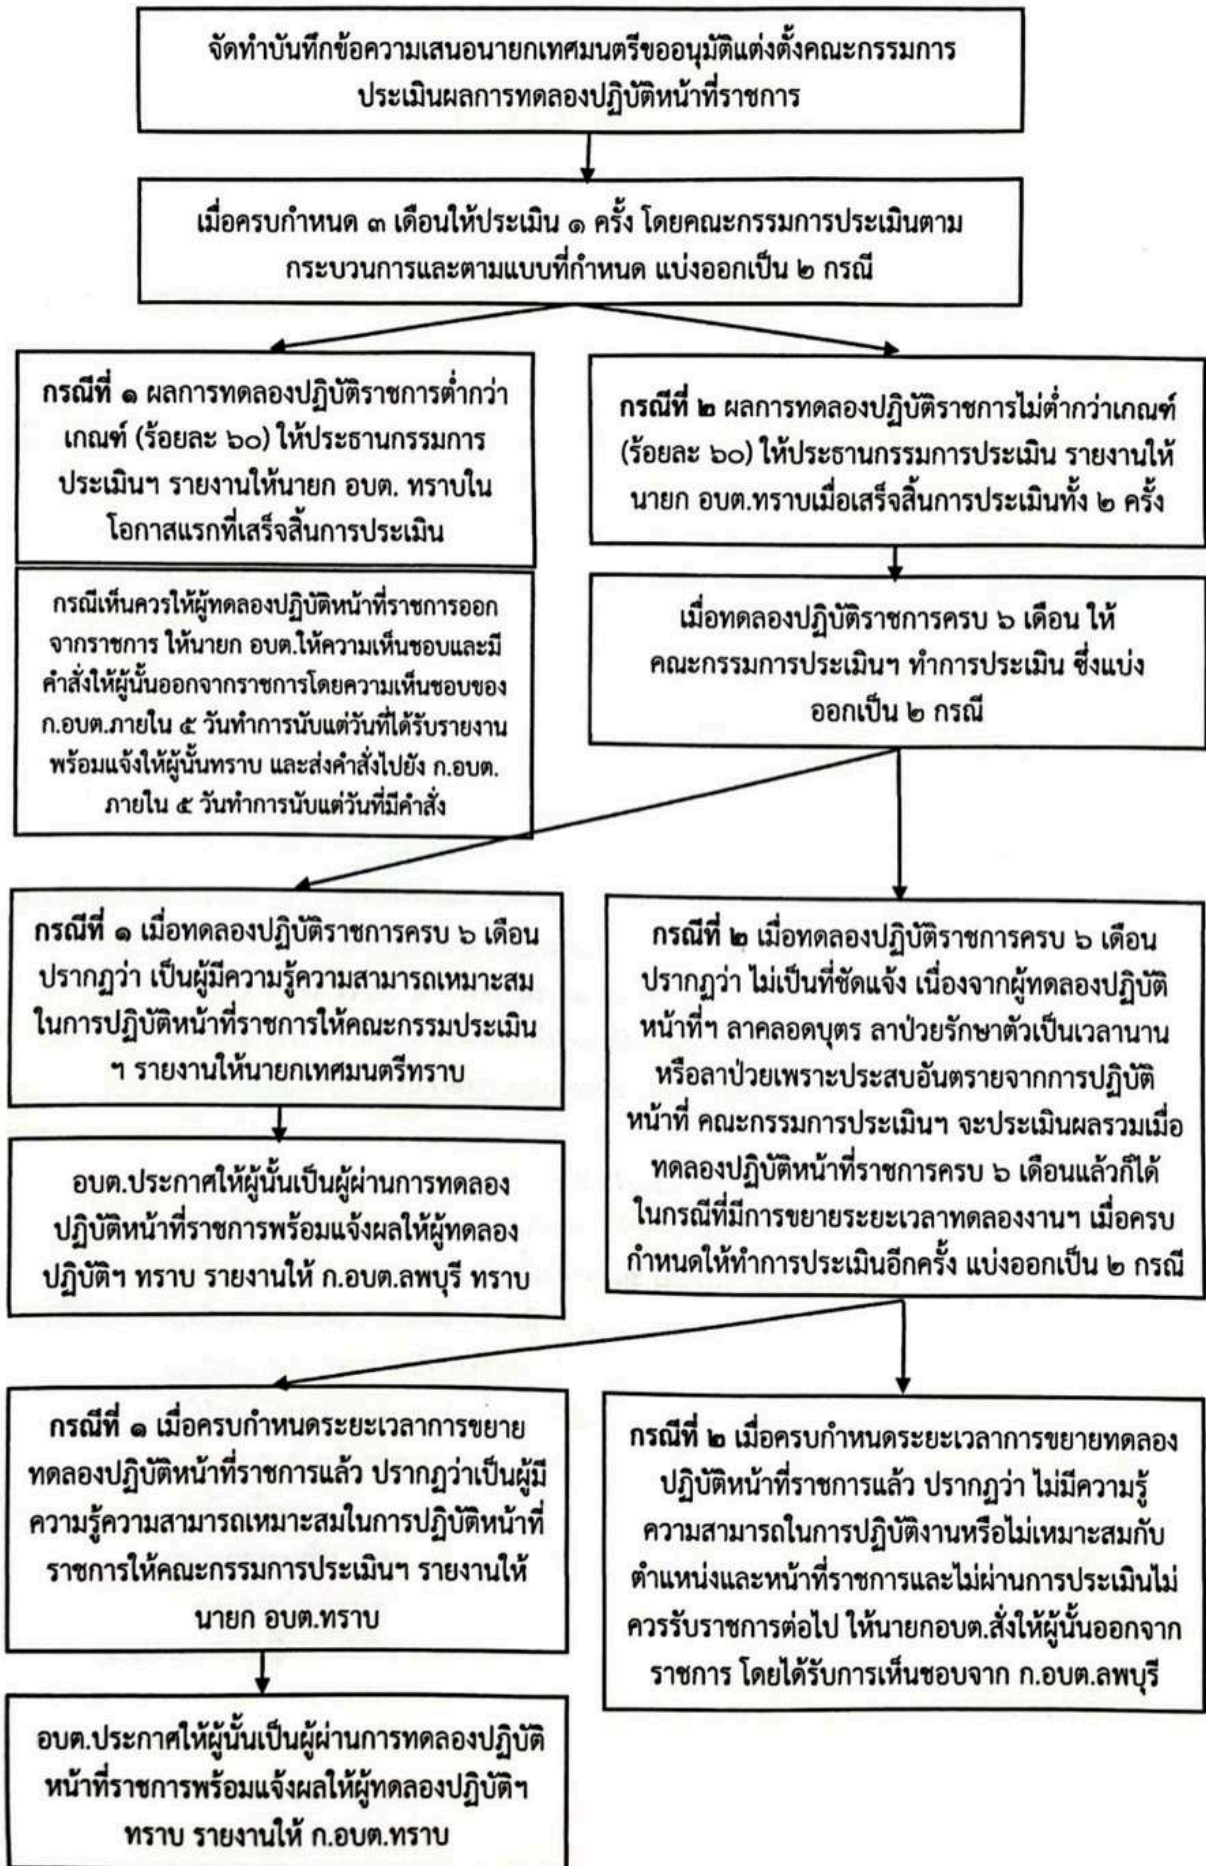 จัดทำบันทึกข้อความเสนอนายกเทศมนตรีขออนุมัติแต่งตั้งคณะกรรมการ
ประเมินผลการทดลองปฏิบัติหน้าที่ราชการ
เมื่อครบกำหนด ๓ เดือนให้ประเมิน ๑ ครั้ง โดยคณะกรรมการประเมินตาม
กระบวนการและตามแบบที่กำหนด แบ่งออกเป็น ๒ กรณี
กรณีที่ ๑ ผลการทดลองปฏิบัติราชการต่ำกว่า
เกณฑ์ (ร้อยละ ๖๐) ให้ประธานกรรมการ
ประเมินฯ รายงานให้นายก อบต. ทราบใน
โอกาสแรกที่เสร็จสิ้นการประเมิน
กรณีเห็นควรให้ผู้ทดลองปฏิบัติหน้าที่ราชการออก
จากราชการ ให้นายก อบต.ให้ความเห็นชอบและมี
คำสั่งให้ผู้นั้นออกจากราชการโดยความเห็นชอบของ
ก.อบต.ภายใน ๕ วันทำการนับแต่วันที่ได้รับรายงาน
พร้อมแจ้งให้ผู้นั้นทราบ และส่งคำสั่งไปยัง ก.อบต.
ภายใน ๕ วันทำการนับแต่วันที่มีคำสั่ง
กรณีที่ ๒ ผลการทดลองปฏิบัติราชการไม่ต่ำกว่าเกณฑ์
(ร้อยละ ๖๐) ให้ประธานกรรมการประเมิน รายงานให้
นายก อบต.ทราบเมื่อเสร็จสิ้นการประเมินทั้ง ๒ ครั้ง
เมื่อทดลองปฏิบัติราชการครบ ๖ เดือน ให้
คณะกรรมการประเมินฯ ทำการประเมิน ซึ่งแบ่ง
ออกเป็น ๒ กรณี
กรณีที่ ๑ เมื่อทดลองปฏิบัติราชการครบ ๖ เดือน
ปรากฏว่า เป็นผู้มีความรู้ความสามารถเหมาะสม
ในการปฏิบัติหน้าที่ราชการให้คณะกรรมประเมิน
ฯ รายงานให้นายกเทศมนตรีทราบ
อบต.ประกาศให้ผู้นั้นเป็นผู้ผ่านการทดลอง
ปฏิบัติหน้าที่ราชการพร้อมแจ้งผลให้ผู้ทดลอง
ปฏิบัติฯ ทราบ รายงานให้ ก.อบต.ลพบุรี ทราบ
กรณีที่ ๒ เมื่อทดลองปฏิบัติราชการครบ ๖ เดือน
ปรากฏว่า ไม่เป็นที่ชัดแจ้ง เนื่องจากผู้ทดลองปฏิบัติ
หน้าที่ฯ ลาคลอดบุตร ลาป่วยรักษาตัวเป็นเวลานาน
หรือลาป่วยเพราะประสบอันตรายจากการปฏิบัติ
หน้าที่ คณะกรรมการประเมินฯ จะประเมินผลรวมเมื่อ
ทดลองปฏิบัติหน้าที่ราชการครบ ๖ เดือนแล้วก็ได้
ในกรณีที่มีการขยายระยะเวลาทดลองงานฯ เมื่อครบ
กำหนดให้ทำการประเมินอีกครั้ง แบ่งออกเป็น ๒ กรณี
กรณีที่ ๑ เมื่อครบกำหนดระยะเวลาการขยาย
ทดลองปฏิบัติหน้าที่ราชการแล้ว ปรากฏว่าเป็นผู้มี
ความรู้ความสามารถเหมาะสมในการปฏิบัติหน้าที่
ราชการให้คณะกรรมการประเมินฯ รายงานให้
นายก อบต.ทราบ
อบต.ประกาศให้ผู้นั้นเป็นผู้ผ่านการทดลองปฏิบัติ
หน้าที่ราชการพร้อมแจ้งผลให้ผู้ทดลองปฏิบัติฯ
ทราบ รายงานให้ ก.อบต.ทราบ
กรณีที่ ๒ เมื่อครบกำหนดระยะเวลาการขยายทดลอง
ปฏิบัติหน้าที่ราชการแล้ว ปรากฏว่า ไม่มีความรู้
ความสามารถในการปฏิบัติงานหรือไม่เหมาะสมกับ
ตำแหน่งและหน้าที่ราชการและไม่ผ่านการประเมินไม่
ควรรับราชการต่อไป ให้นายกอบต.สั่งให้ผู้นั้นออกจาก
ราชการ โดยได้รับการเห็นชอบจาก ก.อบต.ลพบุรี